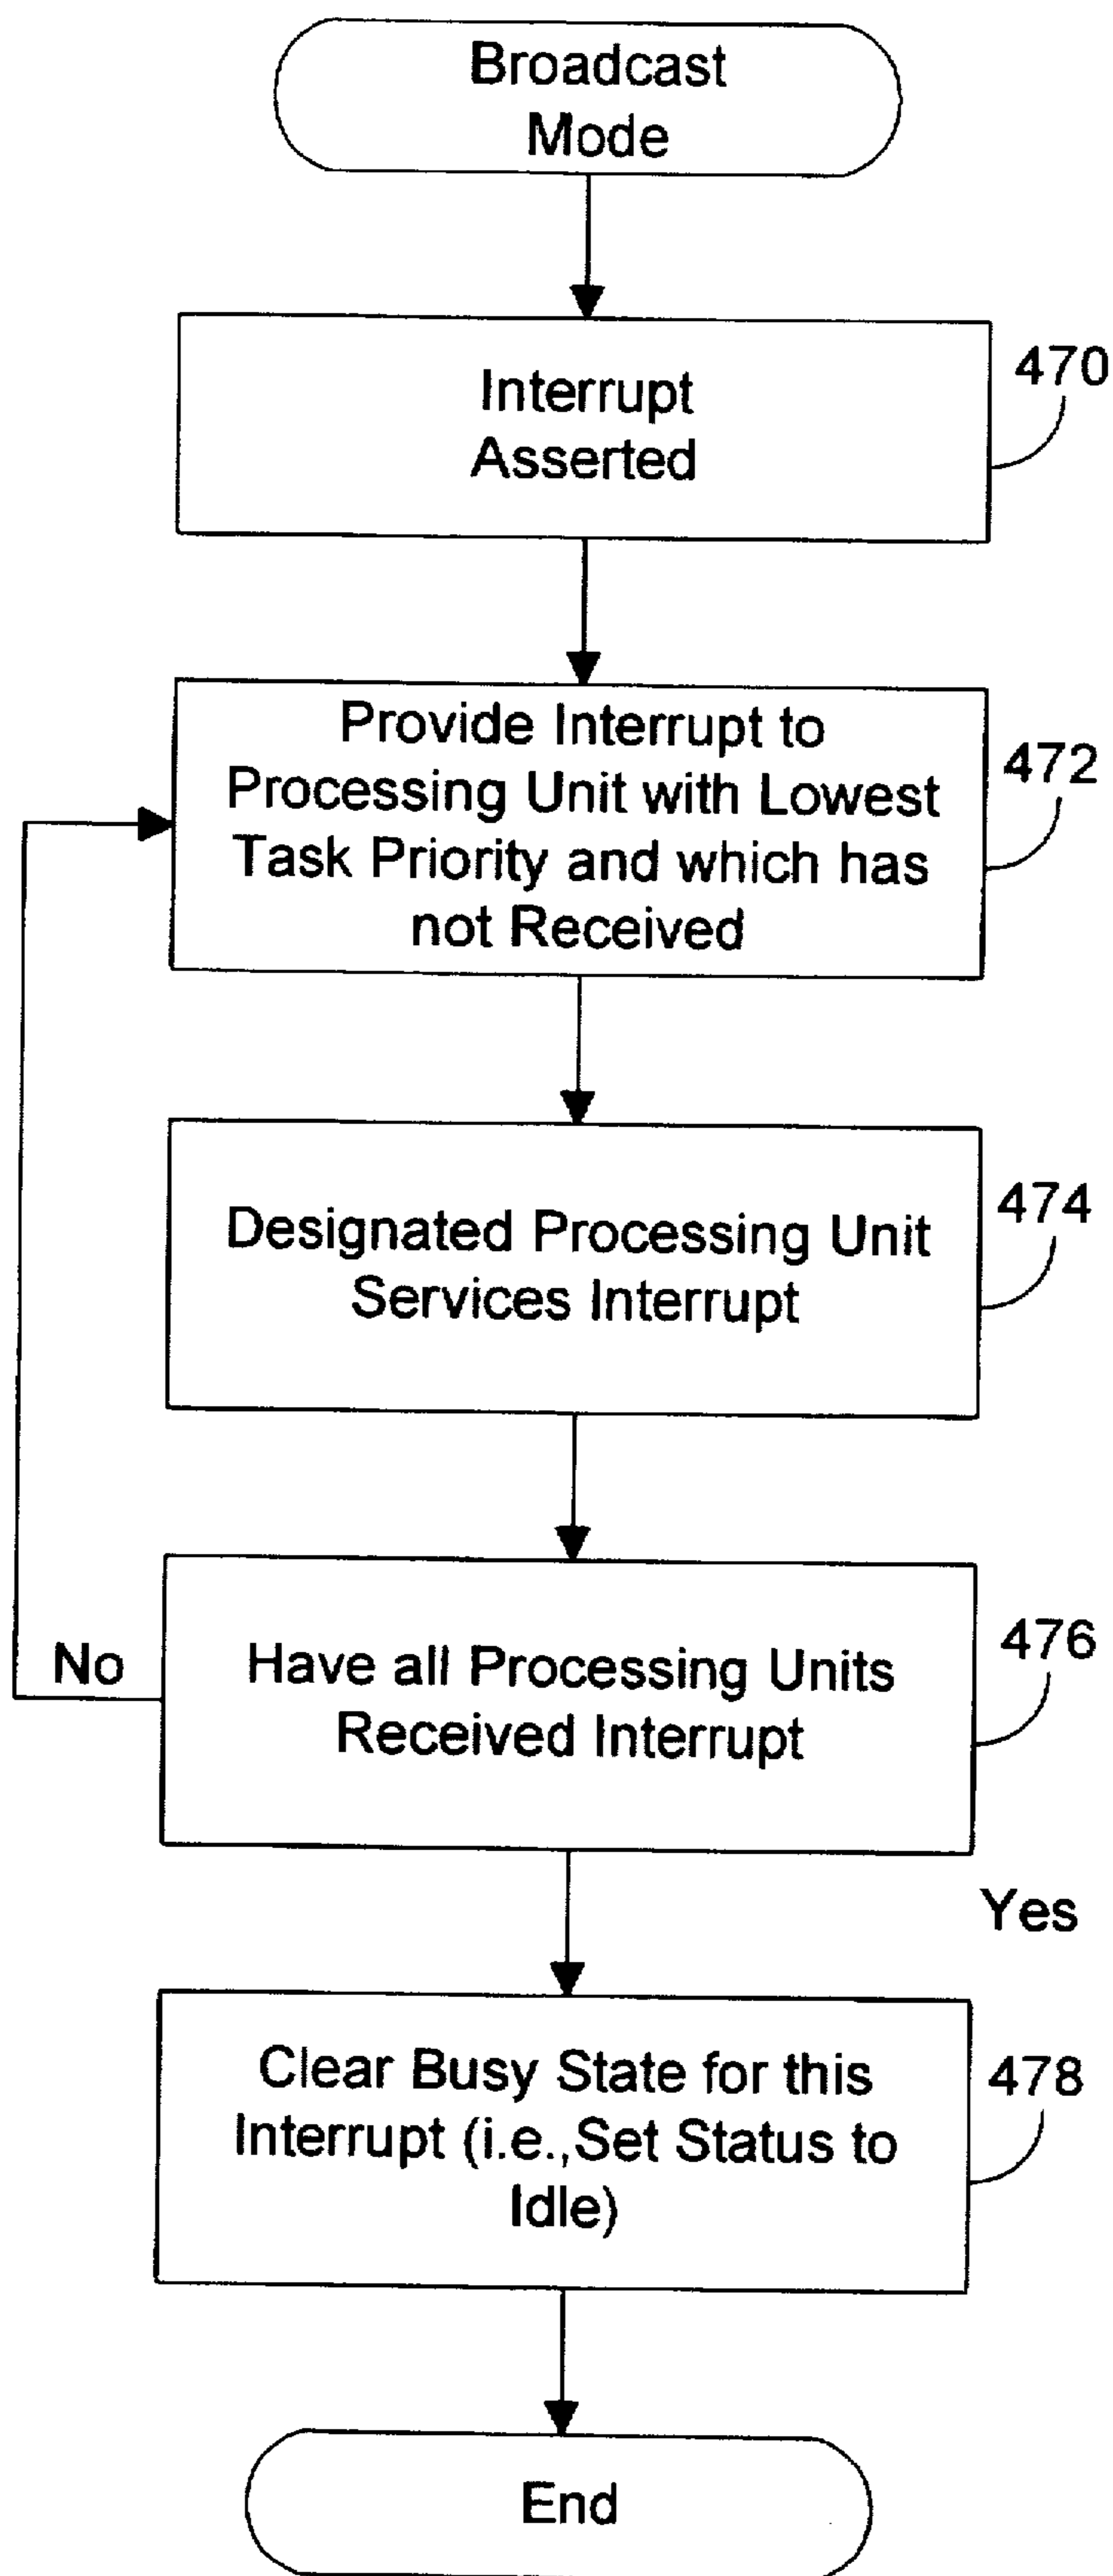 Broadcast
Mode
Interrupt
Asserted
470
Provide Interrupt to
Processing Unit with Lowest
Task Priority and which has
not Received
472
Designated Processing Unit
Services Interrupt
474
Have all Processing Units
Received Interrupt
476
No
Yes
Clear Busy State for this
Interrupt (i.e.,Set Status to
Idle)
478
End